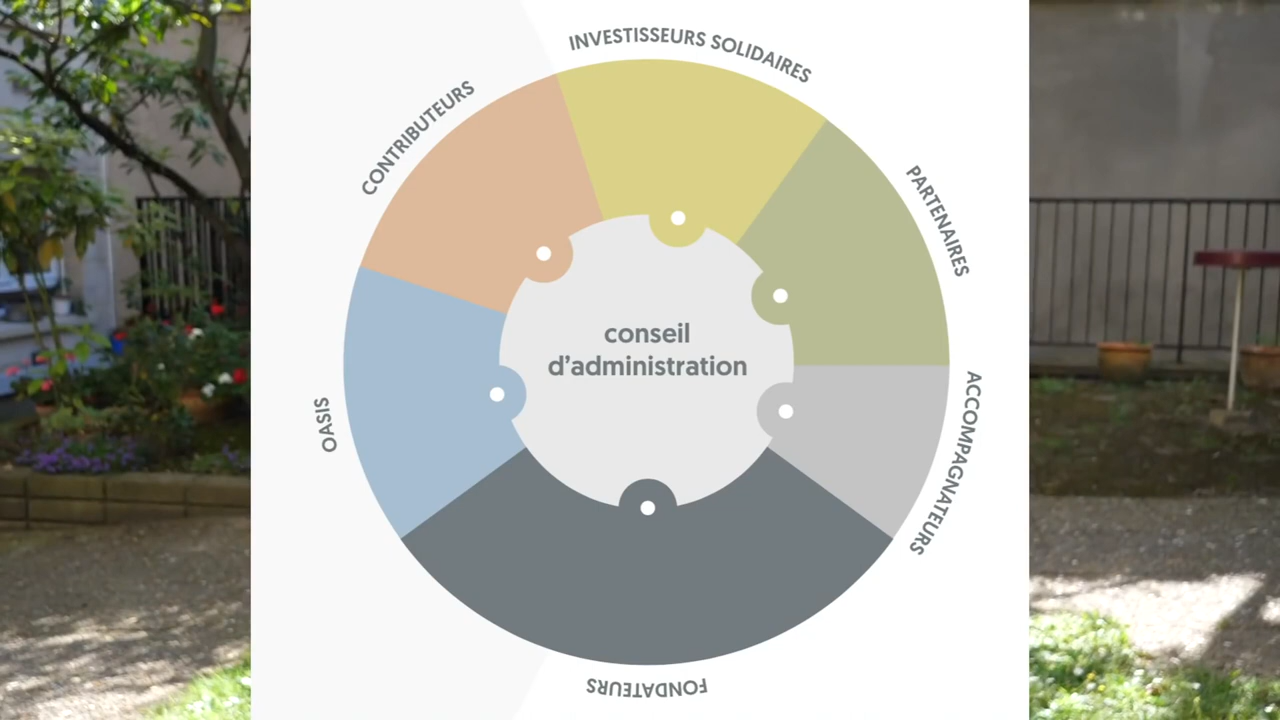 INVESTISSEURS SOLIDAIRES
CONTRIBUTEURS
PARTENAIRES
conseil
d'administration
OASIS
ACCOMPAGNATEURS
FONDATEURS